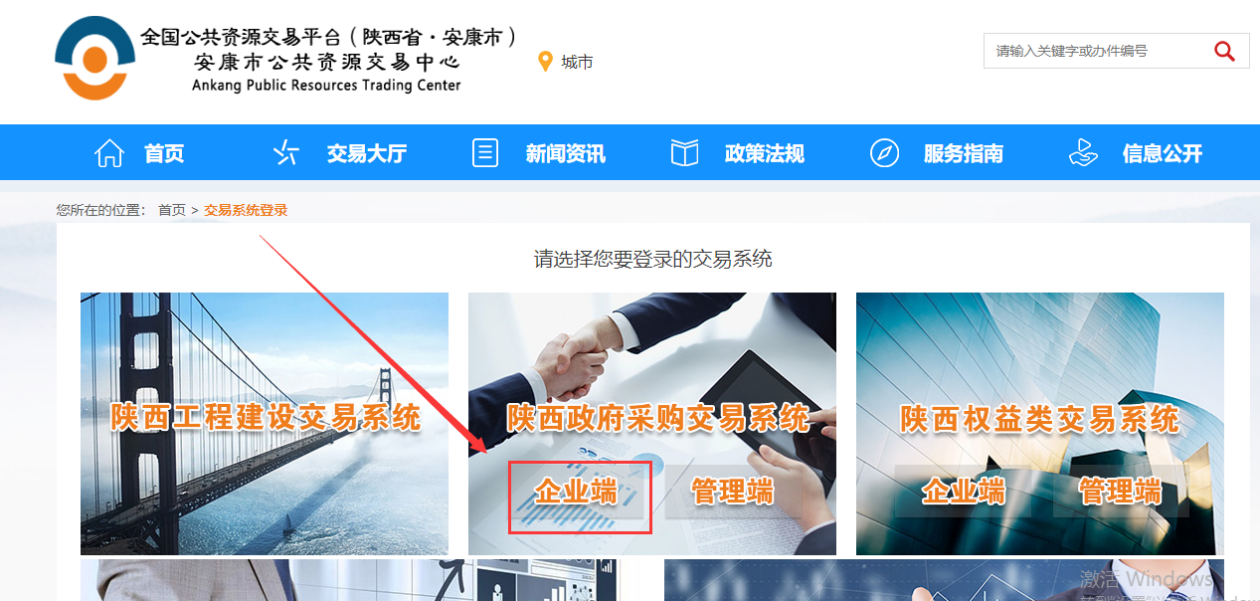 全国公共资源交易平台（陕西省·安康市）
安康市公共资源交易中心
Ankang Public Resources Trading Center
城市
请输入关键字或办件编号
首页 交易大厅 新闻资讯 政策法规 服务指南 信息公开
您所在的位置： 首页 > 交易系统登录
请选择您要登录的交易系统
陕西工程建设交易系统
陕西政府采购交易系统
企业端 管理端
陕西权益类交易系统
企业端 管理端
激活 Windows